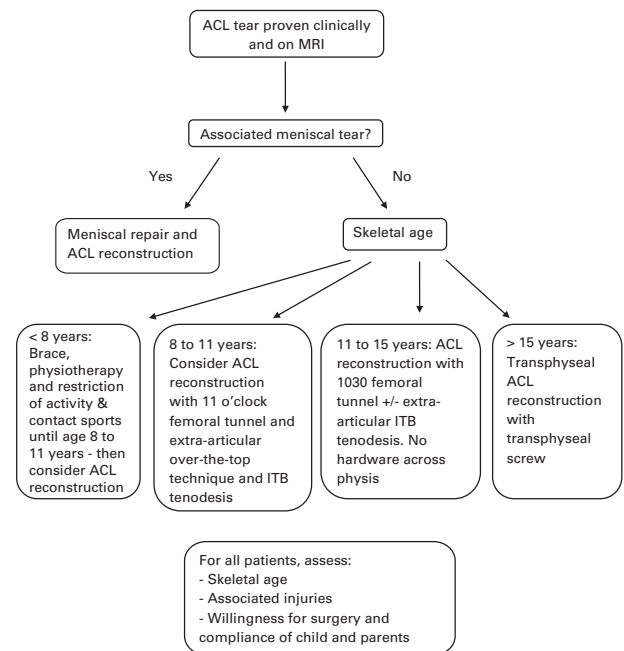 ACL tear proven clinically
and on MRI
Associated meniscal tear?
Yes
No
Meniscal repair and
ACL reconstruction
Skeletal age
< 8 years:
Brace,
physiotherapy
and restriction
of activity &
contact sports
until age 8 to
11 years - then
consider ACL
reconstruction
8 to 11 years:
Consider ACL
reconstruction
with 11 o'clock
femoral tunnel and
extra-articular
over-the-top
technique and ITB
tenodesis
11 to 15 years: ACL
reconstruction with
1030 femoral
tunnel +/- extra-
articular ITB
tenodesis. No
hardware across
physis
> 15 years:
Transphyseal
ACL
reconstruction
with
transphyseal
screw
For all patients, assess:
- Skeletal age
- Associated injuries
- Willingness for surgery and
compliance of child and parents